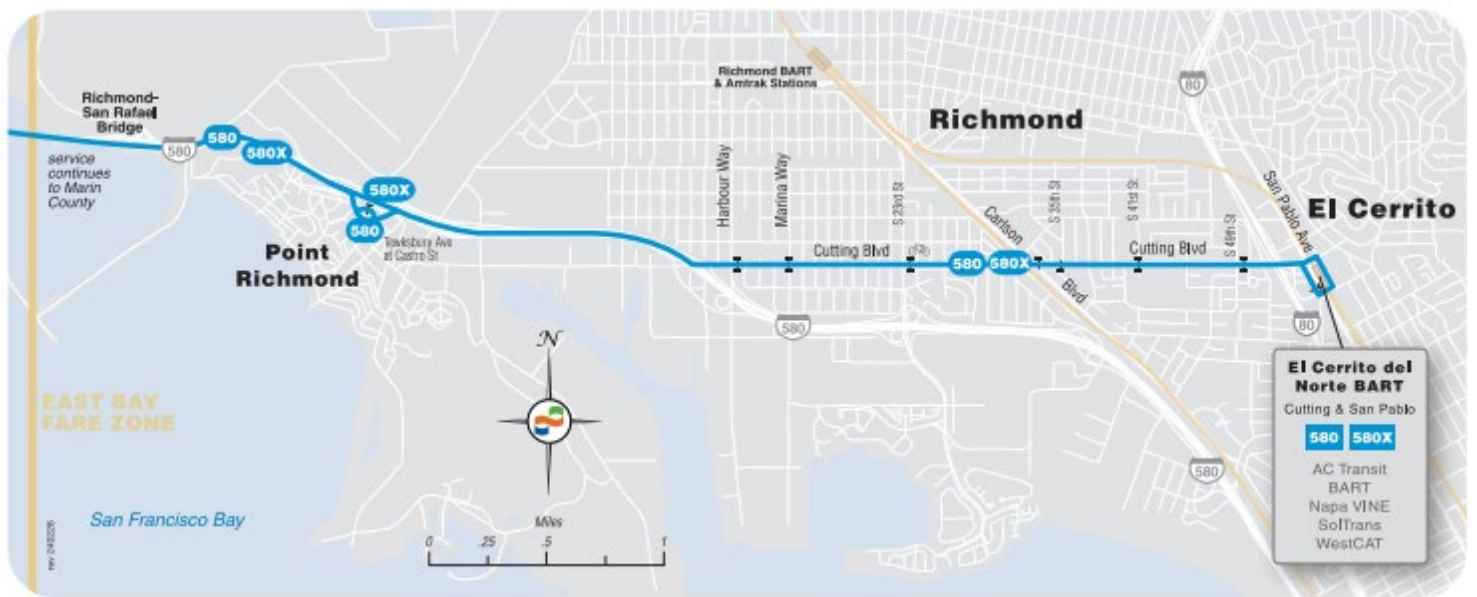 Richmond BART
& Amtrak Stations
80
Richmond–
San Rafael
Bridge
580
580
580X
service
continues
to Marin
County
Richmond
580X
580
Tewksbury Ave
at Castro St
Point
Richmond
Harbour Way
Marina Way
S 23rd St
Carlson
Blvd
S 35th St
S 41st St
S 49th St
San Pablo Ave
El Cerrito
Cutting Blvd
580
580X
Cutting Blvd
580
80
580
N
EAST BAY
FARE ZONE
San Francisco Bay
Miles
0 .25 .5 1
El Cerrito del
Norte BART
Cutting & San Pablo
580 580X
AC Transit
BART
Napa VINE
SolTrans
WestCAT